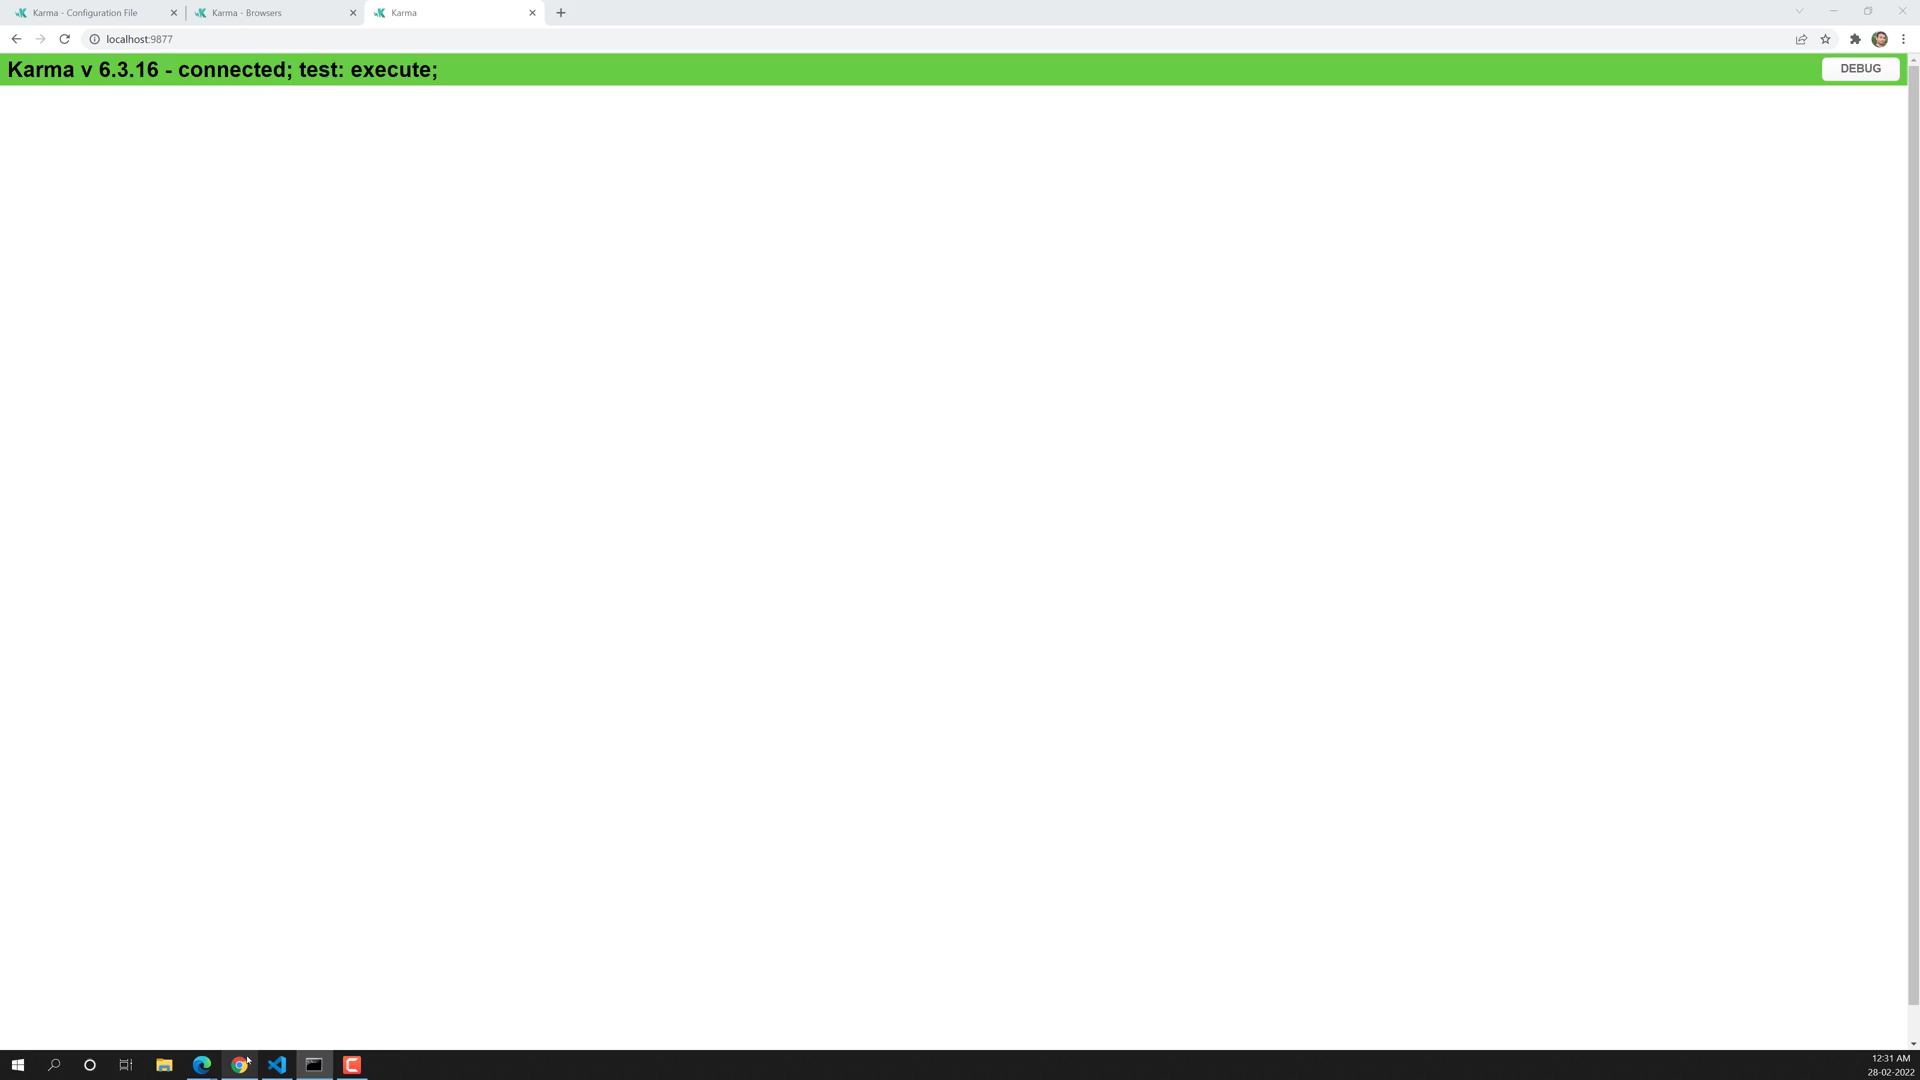 Karma - Configuration File
Karma - Browsers
Karma
localhost:9877
Karma v 6.3.16 - connected; test: execute;
DEBUG
12:31 AM
28-02-2022